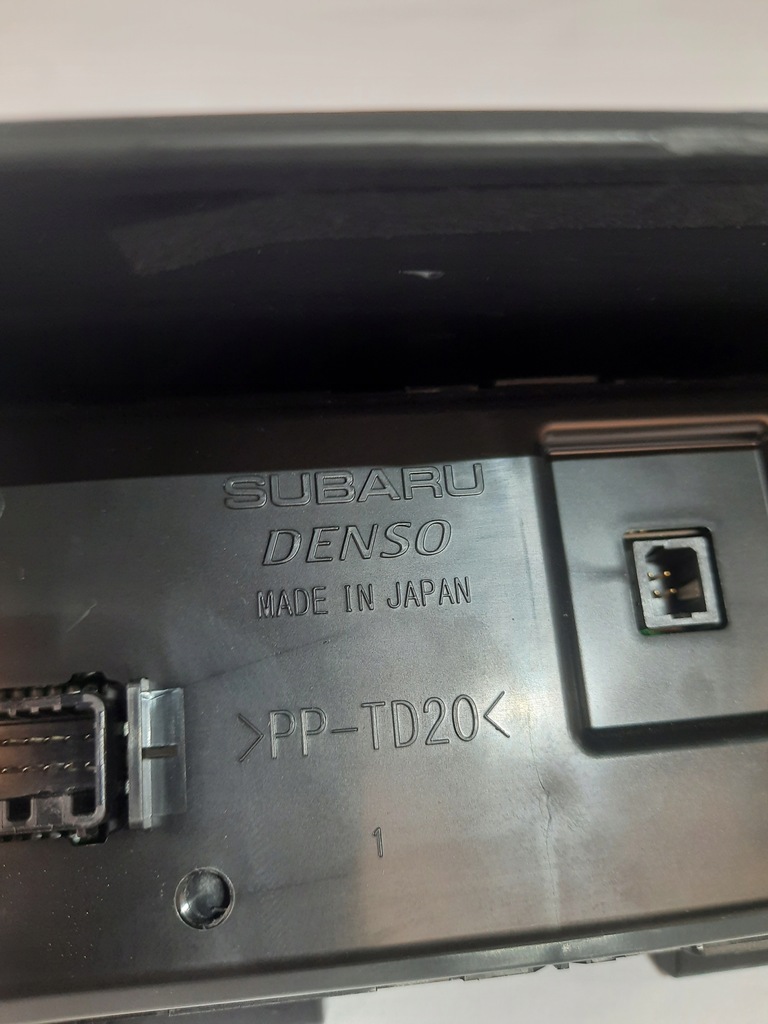 SUBARU
DENSO
MADE IN JAPAN
>PP-TD20<
1